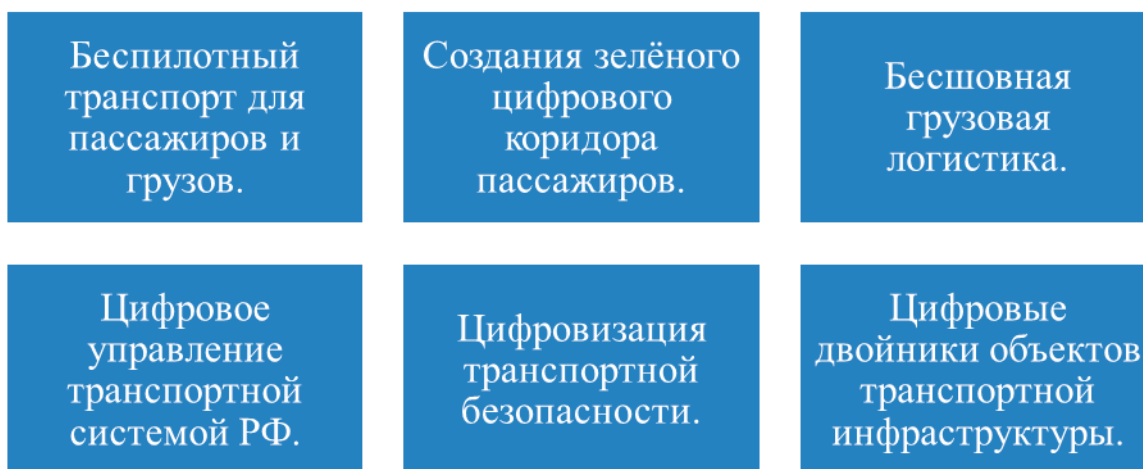 Беспилотный
транспорт для
пассажиров и
грузов.
Создания зелёного
цифрового
коридора
пассажиров.
Бесшовная
грузовая
логистика.
Цифровое
управление
транспортной
системой РФ.
Цифровизация
транспортной
безопасности.
Цифровые
двойники объектов
транспортной
инфраструктуры.